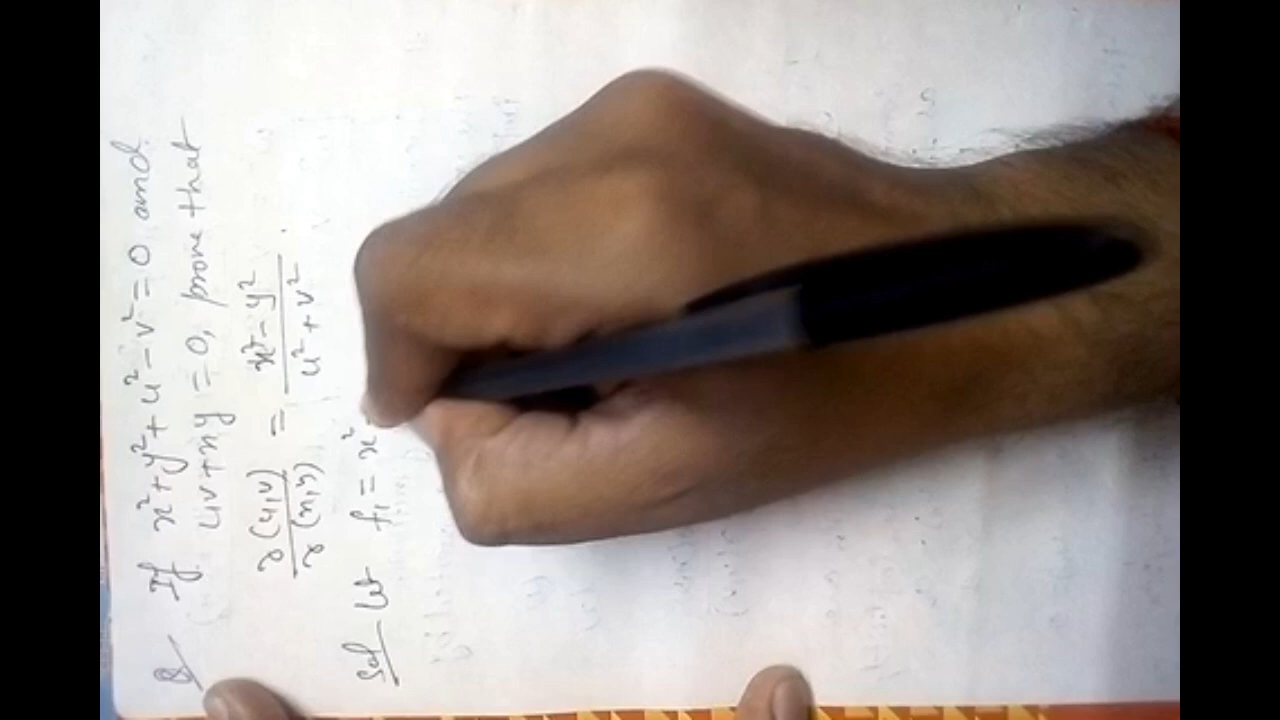 Q If x²+y²+u²-v²=0 and
uv+xy=0, prove that
∂(u,v)/∂(x,y) = x²-y²/u²+v²
Sol Let f₁ = x²